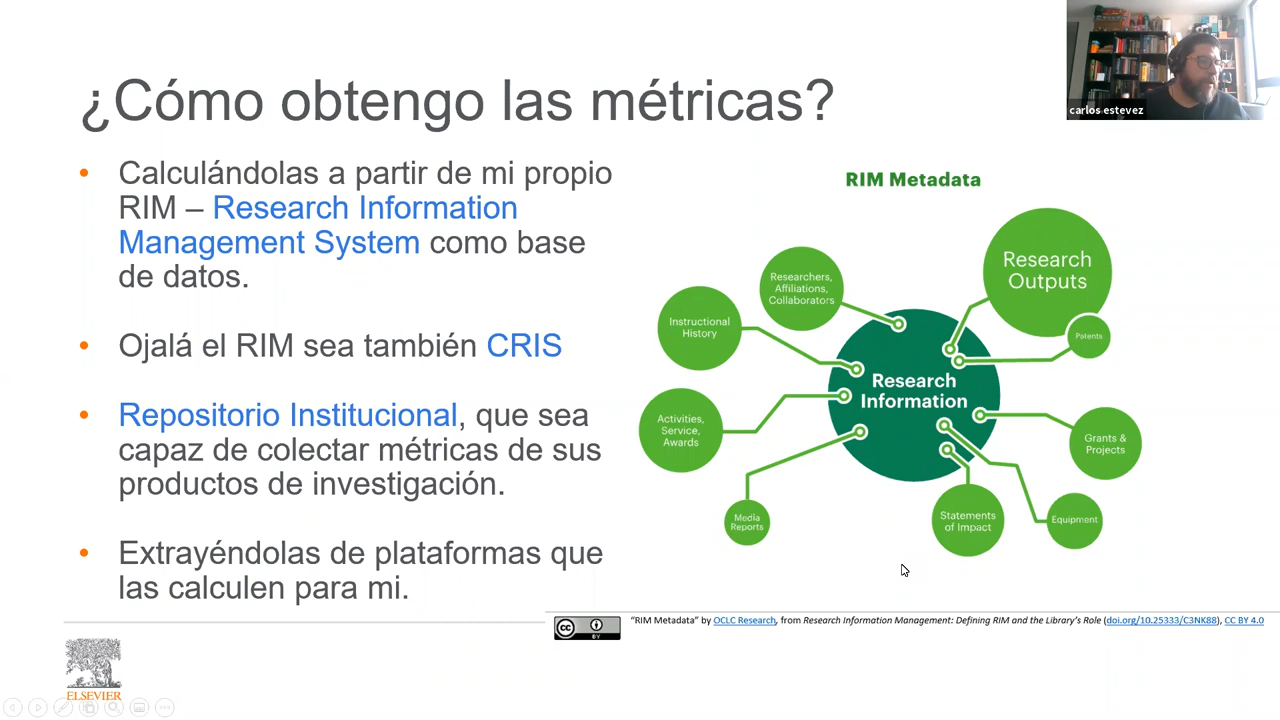 ¿Cómo obtengo las métricas?
carlos estevez
• Calculándolas a partir de mi propio
RIM – Research Information
Management System como base
de datos.
• Ojalá el RIM sea también CRIS
• Repositorio Institucional, que sea
capaz de colectar métricas de sus
productos de investigación.
• Extrayéndolas de plataformas que
las calculen para mi.
RIM Metadata
Research
Outputs
Researchers,
Affiliations,
Collaborators
Instructional
History
Patents
Research
Information
Activities,
Service,
Awards
Grants &
Projects
Media
Reports
Statements
of Impact
Equipment
cc BY
"RIM Metadata" by OCLC Research, from Research Information Management: Defining RIM and the Library's Role (doi.org/10.25333/C3NK88), CC BY 4.0
ELSEVIER